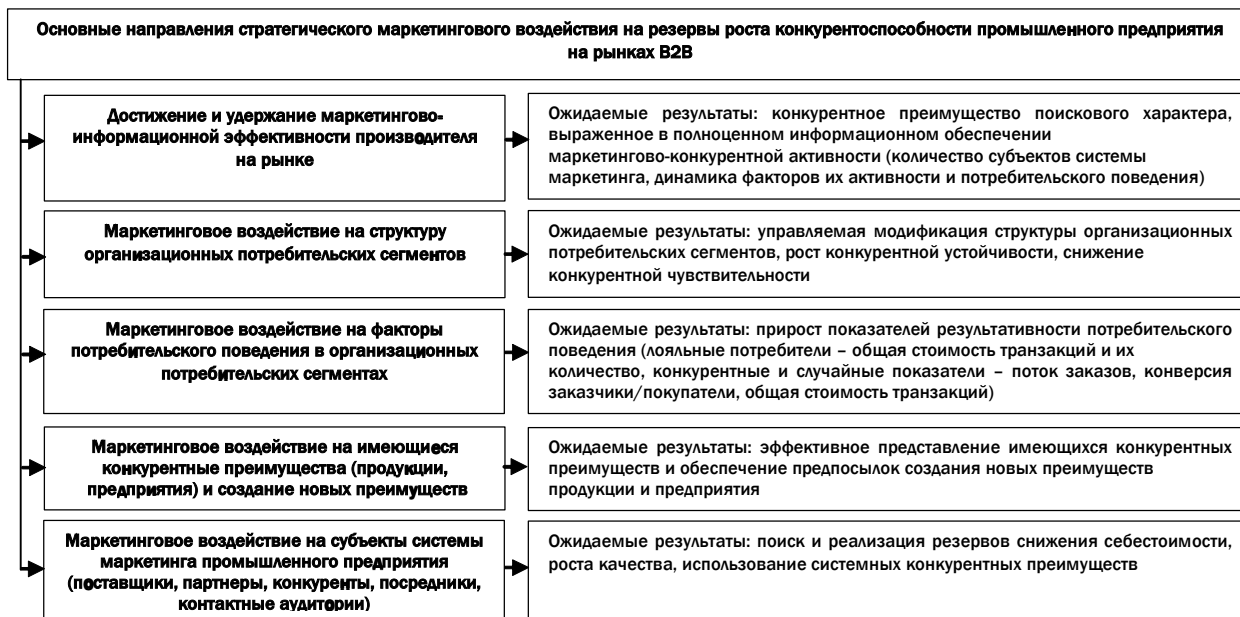 Основные направления стратегического маркетингового воздействия на резервы роста конкурентоспособности промышленного предприятия
на рынках B2B
Достижение и удержание маркетингово-
информационной эффективности производителя
на рынке
Ожидаемые результаты: конкурентное преимущество поискового характера,
выраженное в полноценном информационном обеспечении
маркетингово-конкурентной активности (количество субъектов системы
маркетинга, динамика факторов их активности и потребительского поведения)
Маркетинговое воздействие на структуру
организационных потребительских сегментов
Ожидаемые результаты: управляемая модификация структуры организационных
потребительских сегментов, рост конкурентной устойчивости, снижение
конкурентной чувствительности
Маркетинговое воздействие на факторы
потребительского поведения в организационных
потребительских сегментах
Ожидаемые результаты: прирост показателей результативности потребительского
поведения (лояльные потребители – общая стоимость транзакций и их
количество, конкурентные и случайные показатели – поток заказов, конверсия
заказчики/покупатели, общая стоимость транзакций)
Маркетинговое воздействие на имеющиеся
конкурентные преимущества (продукции,
предприятия) и создание новых преимуществ
Ожидаемые результаты: эффективное представление имеющихся конкурентных
преимуществ и обеспечение предпосылок создания новых преимуществ
продукции и предприятия
Маркетинговое воздействие на субъекты системы
маркетинга промышленного предприятия
(поставщики, партнеры, конкуренты, посредники,
контактные аудитории)
Ожидаемые результаты: поиск и реализация резервов снижения себестоимости,
роста качества, использование системных конкурентных преимуществ